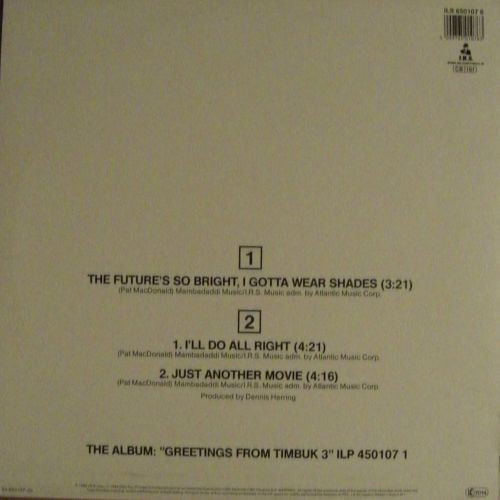 ILR 650107 6
I.R.S.
1
THE FUTURE'S SO BRIGHT, I GOTTA WEAR SHADES (3:21)
(Pat MacDonald) Mambadaddi Music/I.R.S. Music adm. by Atlantic Music Corp.
2
1. I'LL DO ALL RIGHT (4:21)
(Pat MacDonald) Mambadaddi Music/I.R.S. Music adm. by Atlantic Music Corp.
2. JUST ANOTHER MOVIE (4:16)
(Pat MacDonald) Mambadaddi Music/I.R.S. Music adm. by Atlantic Music Corp.
Produced by Dennis Herring
THE ALBUM: "GREETINGS FROM TIMBUK 3" ILP 450107 1